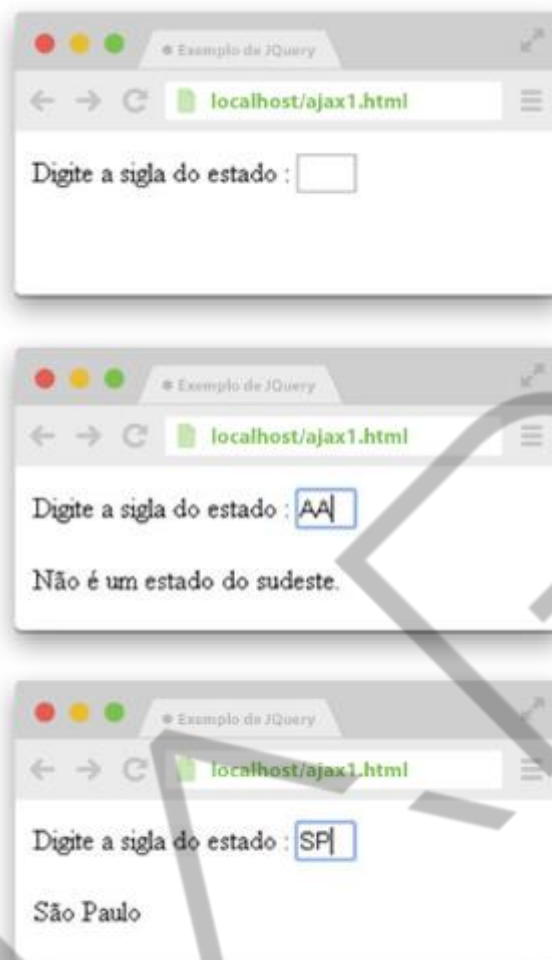 Exemplo de JQuery
localhost/ajax1.html
Digite a sigla do estado :
Exemplo de JQuery
localhost/ajax1.html
Digite a sigla do estado : AA
Não é um estado do sudeste.
Exemplo de JQuery
localhost/ajax1.html
Digite a sigla do estado : SP
São Paulo